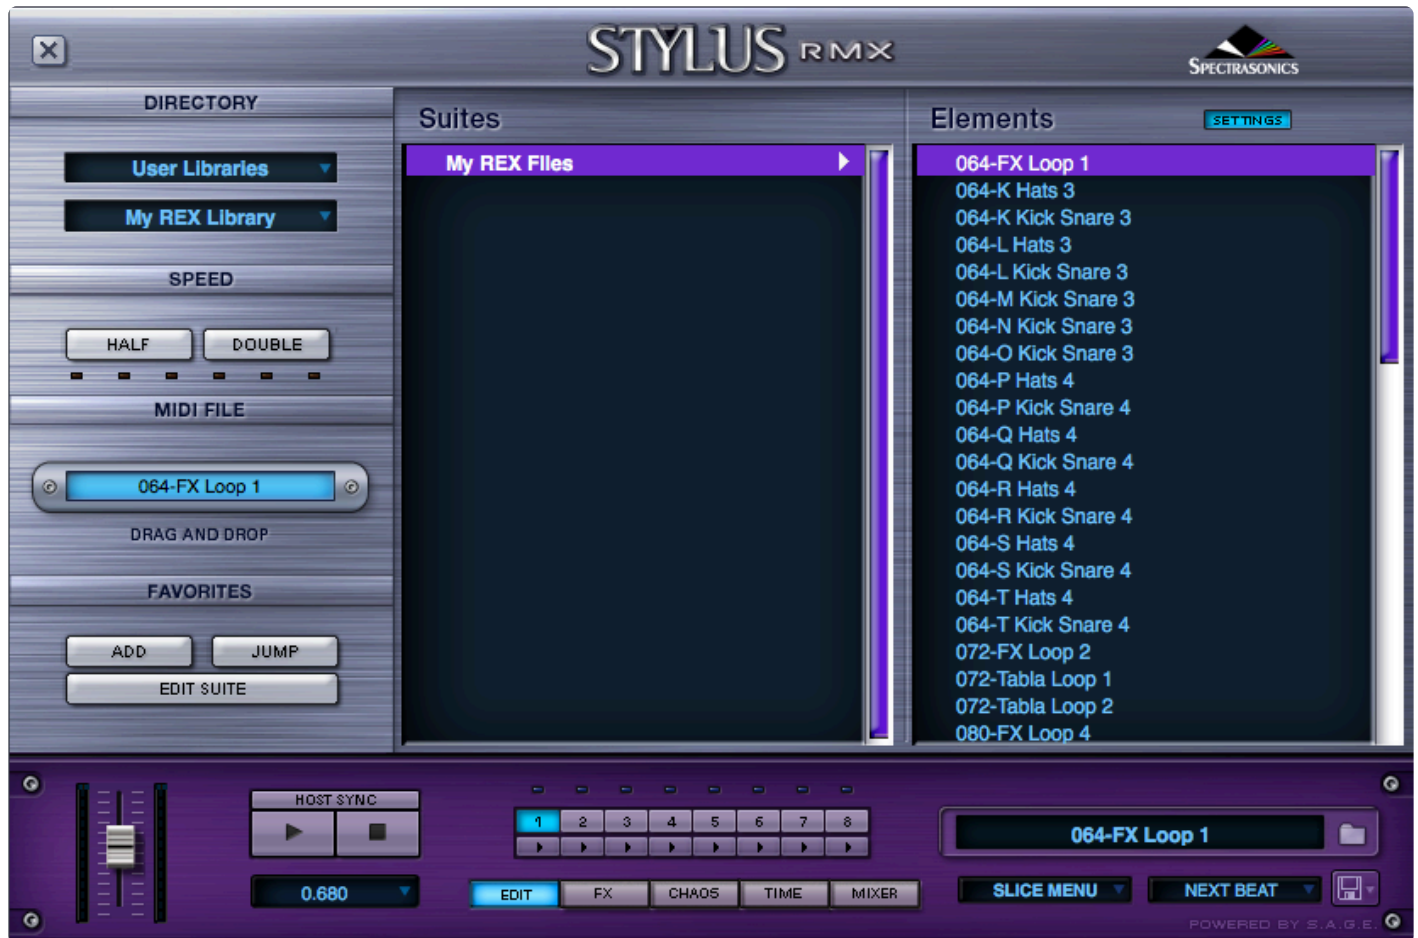 STYLUS RMX
SPECTRASONICS
DIRECTORY
User Libraries
My REX Library
SPEED
HALF
DOUBLE
MIDI FILE
064-FX Loop 1
DRAG AND DROP
FAVORITES
ADD
JUMP
EDIT SUITE
Suites
My REX Files
Elements
SETTINGS
064-FX Loop 1
064-K Hats 3
064-K Kick Snare 3
064-L Hats 3
064-L Kick Snare 3
064-M Kick Snare 3
064-N Kick Snare 3
064-O Kick Snare 3
064-P Hats 4
064-P Kick Snare 4
064-Q Hats 4
064-Q Kick Snare 4
064-R Hats 4
064-R Kick Snare 4
064-S Hats 4
064-S Kick Snare 4
064-T Hats 4
064-T Kick Snare 4
072-FX Loop 2
072-Tabla Loop 1
072-Tabla Loop 2
080-FX Loop 4
HOST SYNC
0.680
1 2 3 4 5 6 7 8
EDIT FX CHAOS TIME MIXER
064-FX Loop 1
SLICE MENU
NEXT BEAT
POWERED BY S.A.G.E.